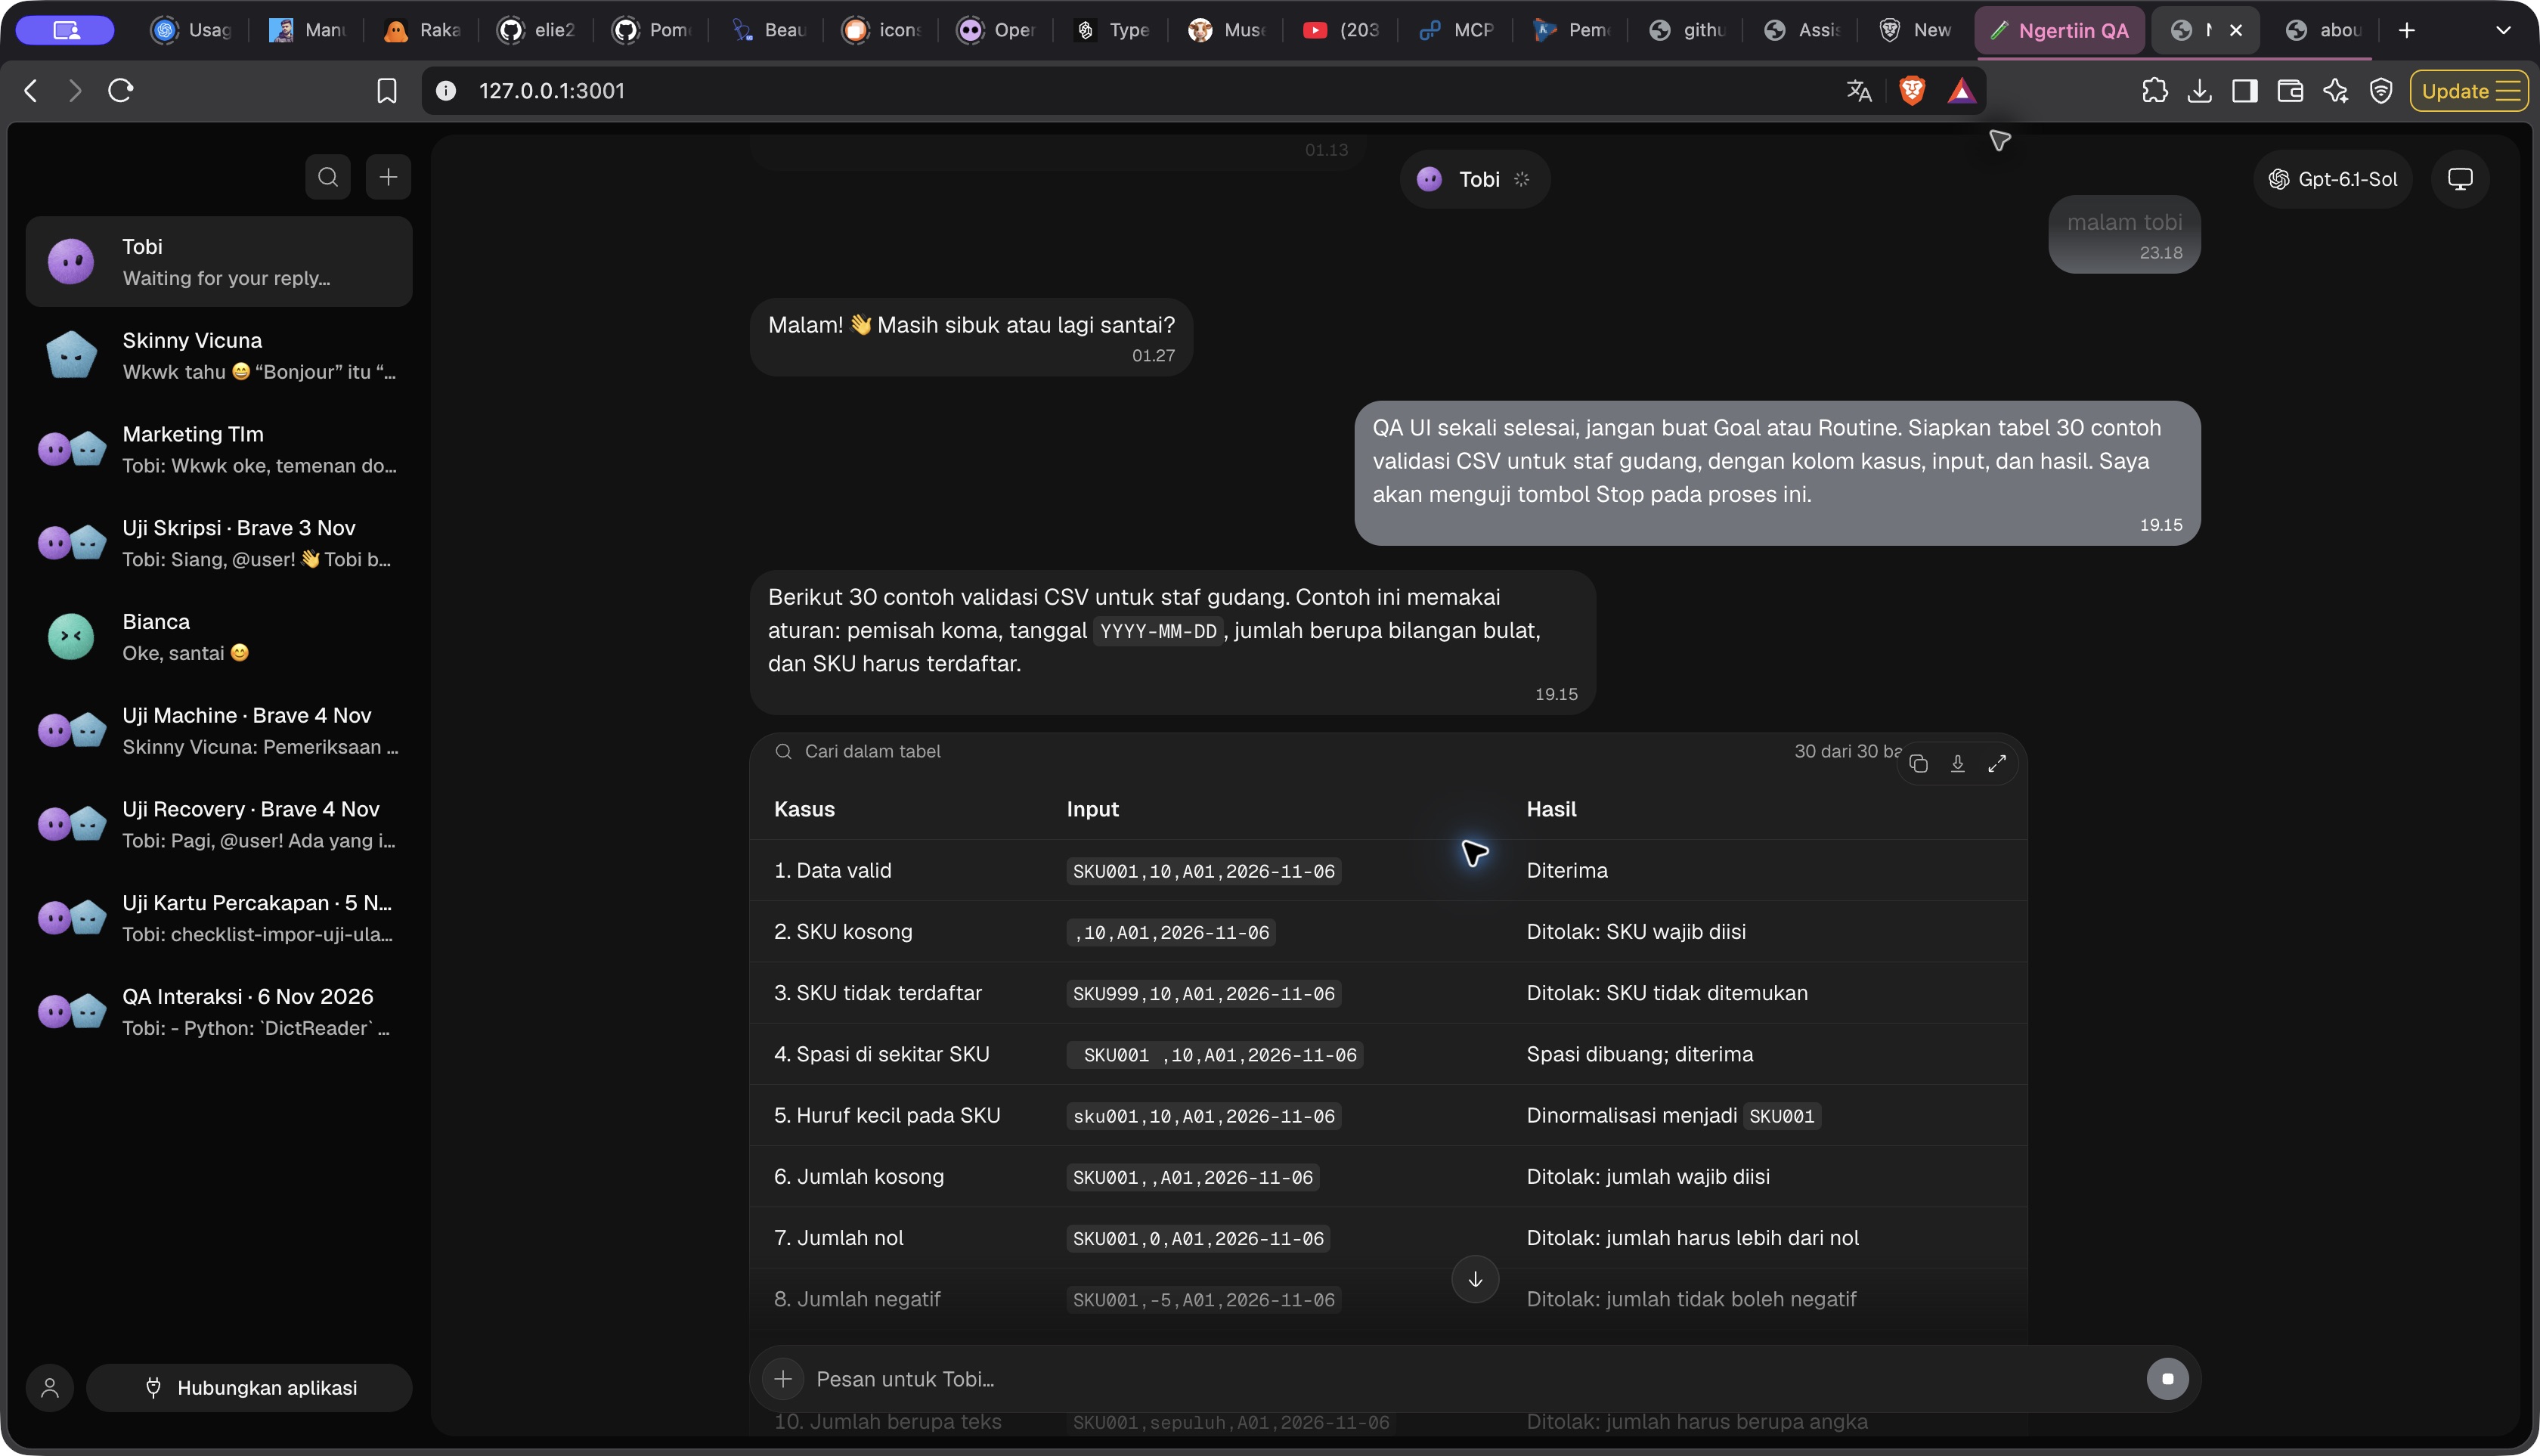 Usag
Manu
Raka
elie2
Pom
Beau
icons
Oper
Type
Muse
(203
MCP
Peme
githu
Assis
New
Ngertiin QA
abou
127.0.0.1:3001
Update
Tobi
Waiting for your reply...
Skinny Vicuna
Wkwk tahu 😄 “Bonjour” itu “...
Marketing TIm
Tobi: Wkwk oke, temenan do...
Uji Skripsi · Brave 3 Nov
Tobi: Siang, @user! 👋 Tobi b...
Bianca
Oke, santai 😊
Uji Machine · Brave 4 Nov
Skinny Vicuna: Pemeriksaan ...
Uji Recovery · Brave 4 Nov
Tobi: Pagi, @user! Ada yang i...
Uji Kartu Percakapan · 5 N...
Tobi: checklist-impor-uji-ula...
QA Interaksi · 6 Nov 2026
Tobi: - Python: `DictReader` ...
Hubungkan aplikasi
01.13
Tobi
Gpt-6.1-Sol
malam tobi
23.18
Malam! 👋 Masih sibuk atau lagi santai?
01.27
QA UI sekali selesai, jangan buat Goal atau Routine. Siapkan tabel 30 contoh
validasi CSV untuk staf gudang, dengan kolom kasus, input, dan hasil. Saya
akan menguji tombol Stop pada proses ini.
19.15
Berikut 30 contoh validasi CSV untuk staf gudang. Contoh ini memakai
aturan: pemisah koma, tanggal YYYY-MM-DD, jumlah berupa bilangan bulat,
dan SKU harus terdaftar.
19.15
Cari dalam tabel
30 dari 30 ba
Kasus Input Hasil
1. Data valid SKU001,10,A01,2026-11-06 Diterima
2. SKU kosong ,10,A01,2026-11-06 Ditolak: SKU wajib diisi
3. SKU tidak terdaftar SKU999,10,A01,2026-11-06 Ditolak: SKU tidak ditemukan
4. Spasi di sekitar SKU SKU001 ,10,A01,2026-11-06 Spasi dibuang; diterima
5. Huruf kecil pada SKU sku001,10,A01,2026-11-06 Dinormalisasi menjadi SKU001
6. Jumlah kosong SKU001,,A01,2026-11-06 Ditolak: jumlah wajib diisi
7. Jumlah nol SKU001,0,A01,2026-11-06 Ditolak: jumlah harus lebih dari nol
8. Jumlah negatif SKU001,-5,A01,2026-11-06 Ditolak: jumlah tidak boleh negatif
Pesan untuk Tobi...
10. Jumlah berupa teks SKU001,sepuluh,A01,2026-11-06 Ditolak: jumlah harus berupa angka